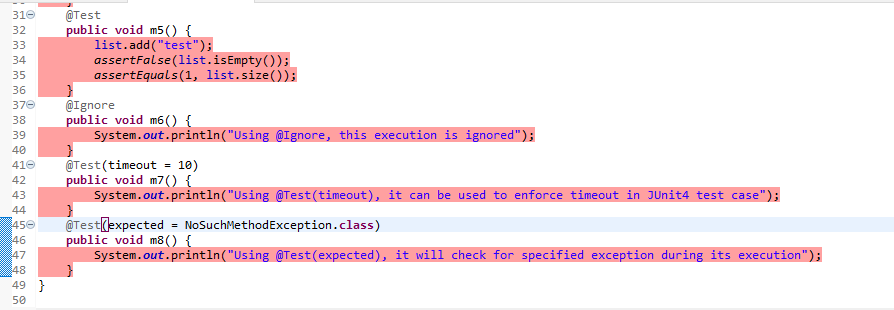 31 @Test
32 public void m5() {
33 list.add("test");
34 assertFalse(list.isEmpty());
35 assertEquals(1, list.size());
36 }
37 @Ignore
38 public void m6() {
39 System.out.println("Using @Ignore, this execution is ignored");
40 }
41 @Test(timeout = 10)
42 public void m7() {
43 System.out.println("Using @Test(timeout), it can be used to enforce timeout in JUnit4 test case");
44 }
45 @Test(expected = NoSuchMethodException.class)
46 public void m8() {
47 System.out.println("Using @Test(expected), it will check for specified exception during its execution");
48 }
49 }
50